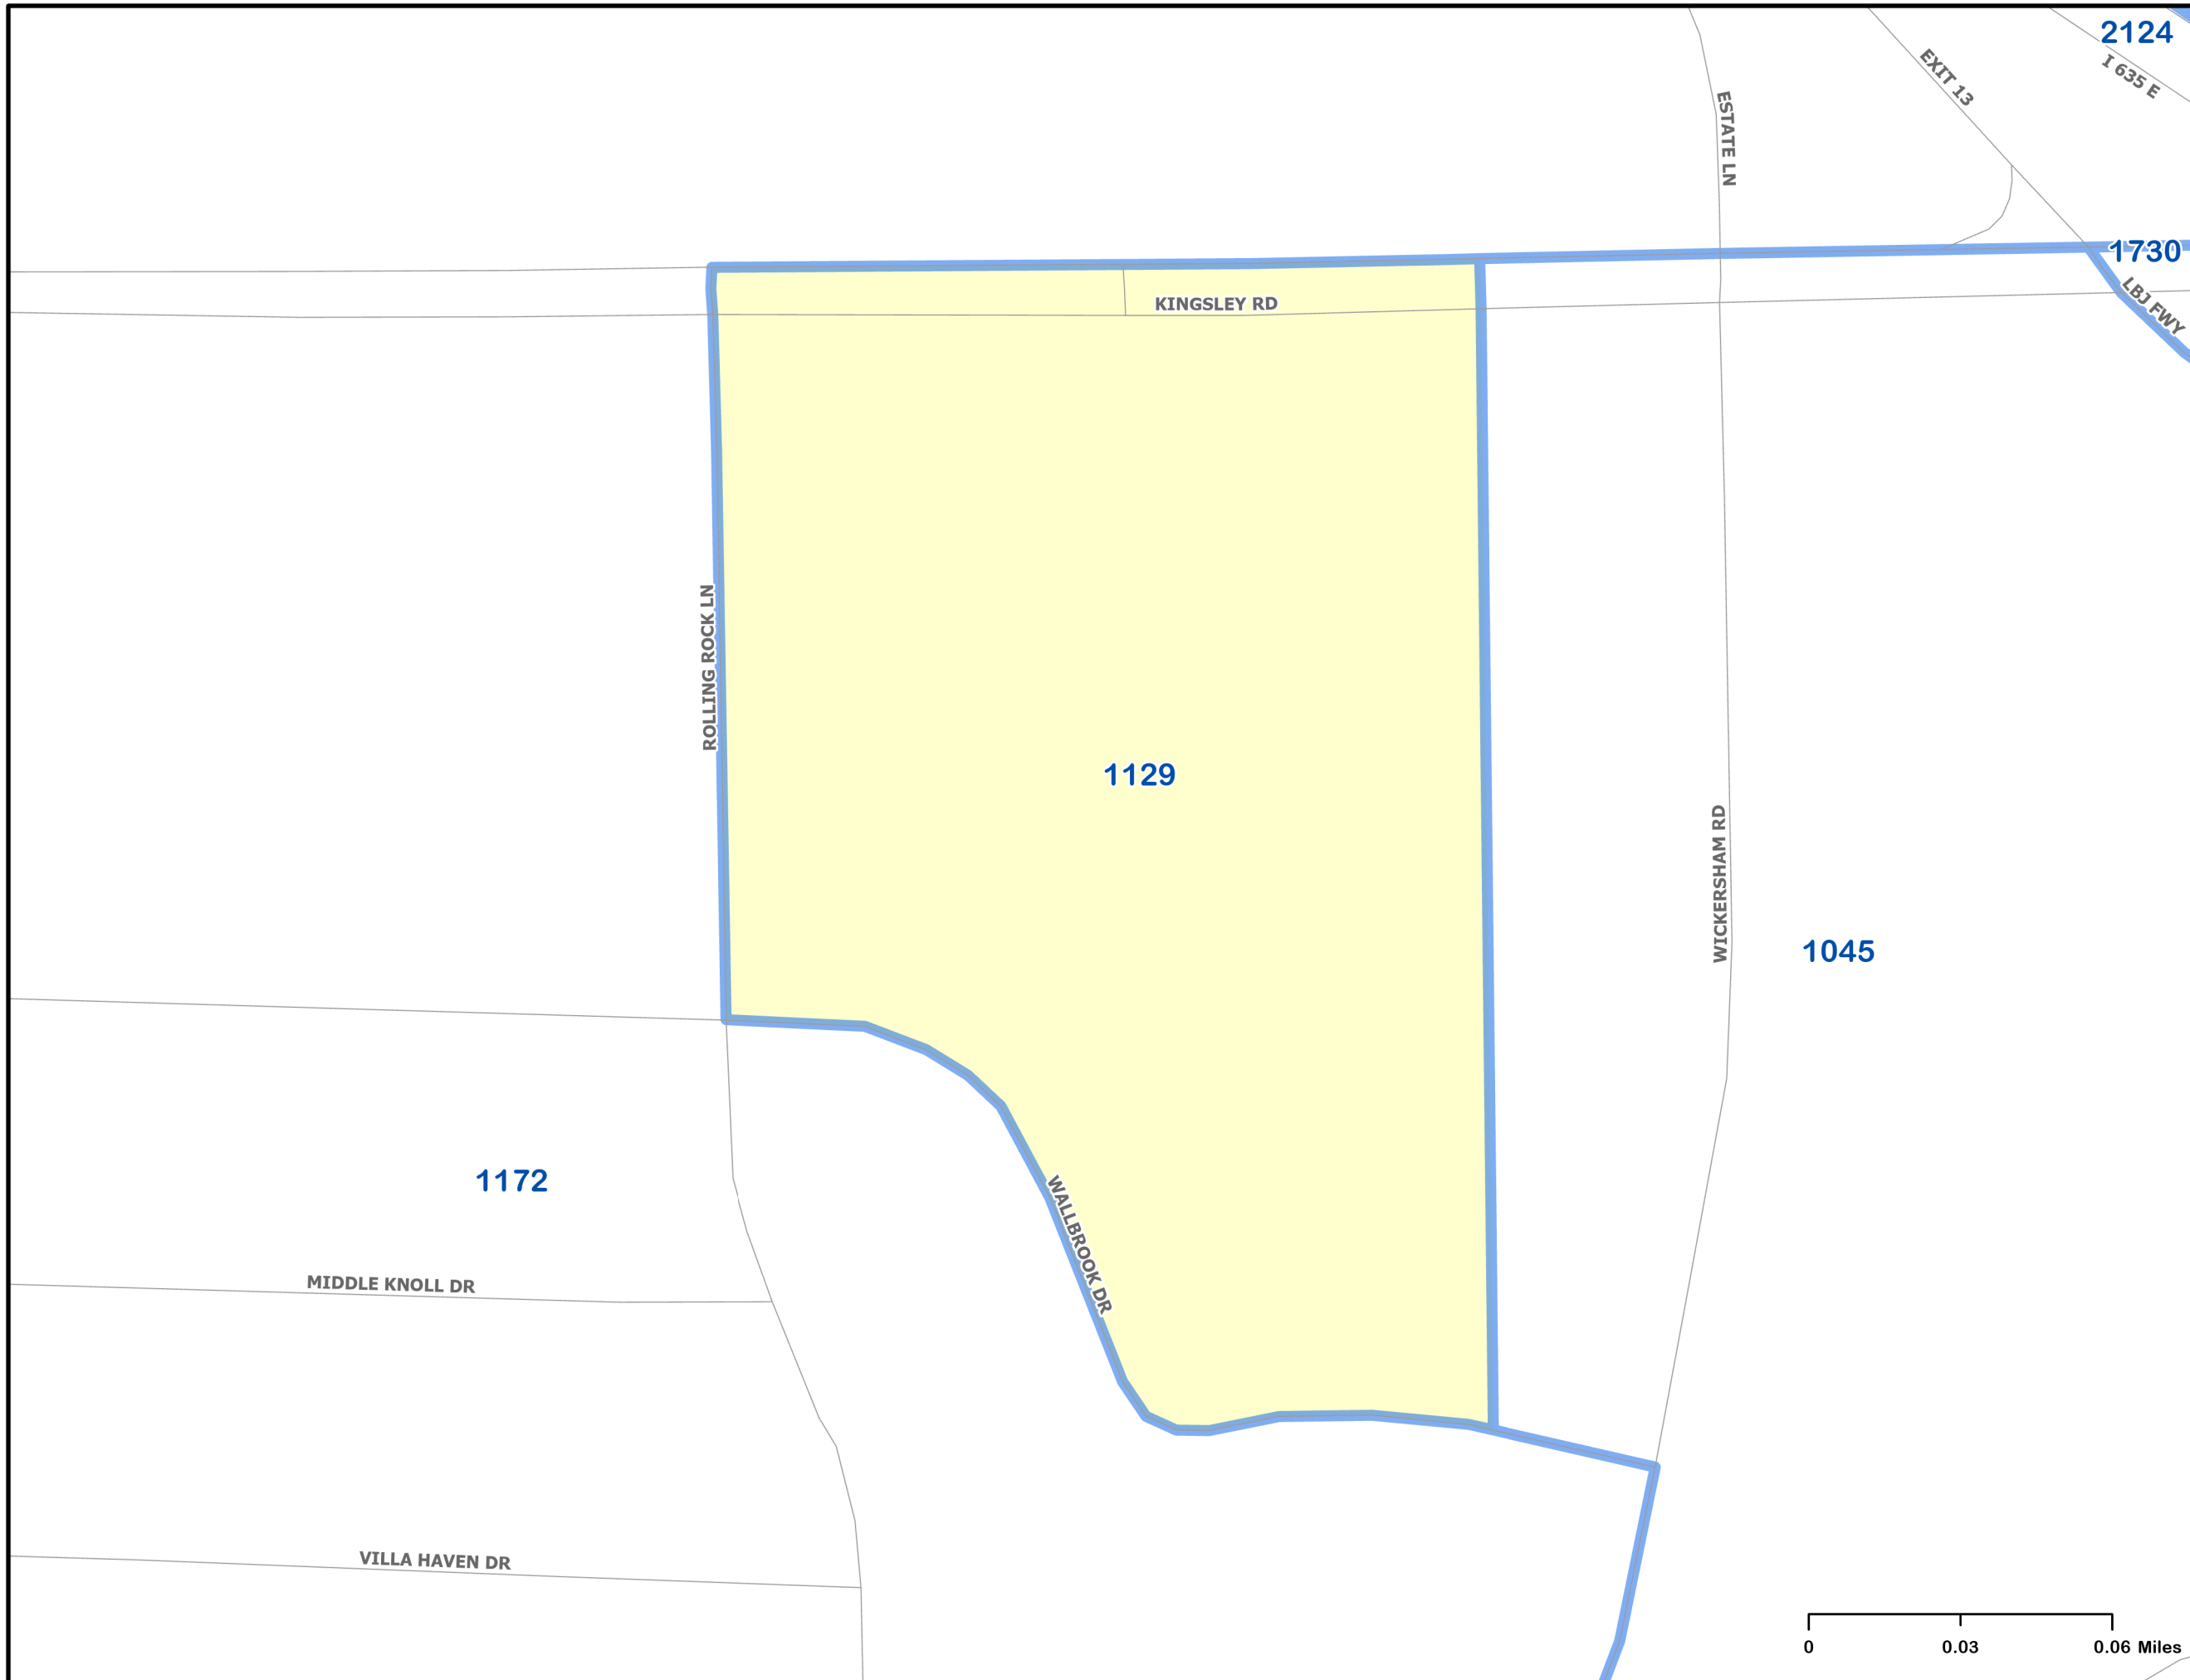 2124
I 635 E
EXIT 13
ESTATE LN
1730
LBJ FWY
KINGSLEY RD
ROLLING ROCK LN
1129
WICKERSHAM RD
1045
1172
WALLBROOK DR
MIDDLE KNOLL DR
VILLA HAVEN DR
0 0.03 0.06 Miles